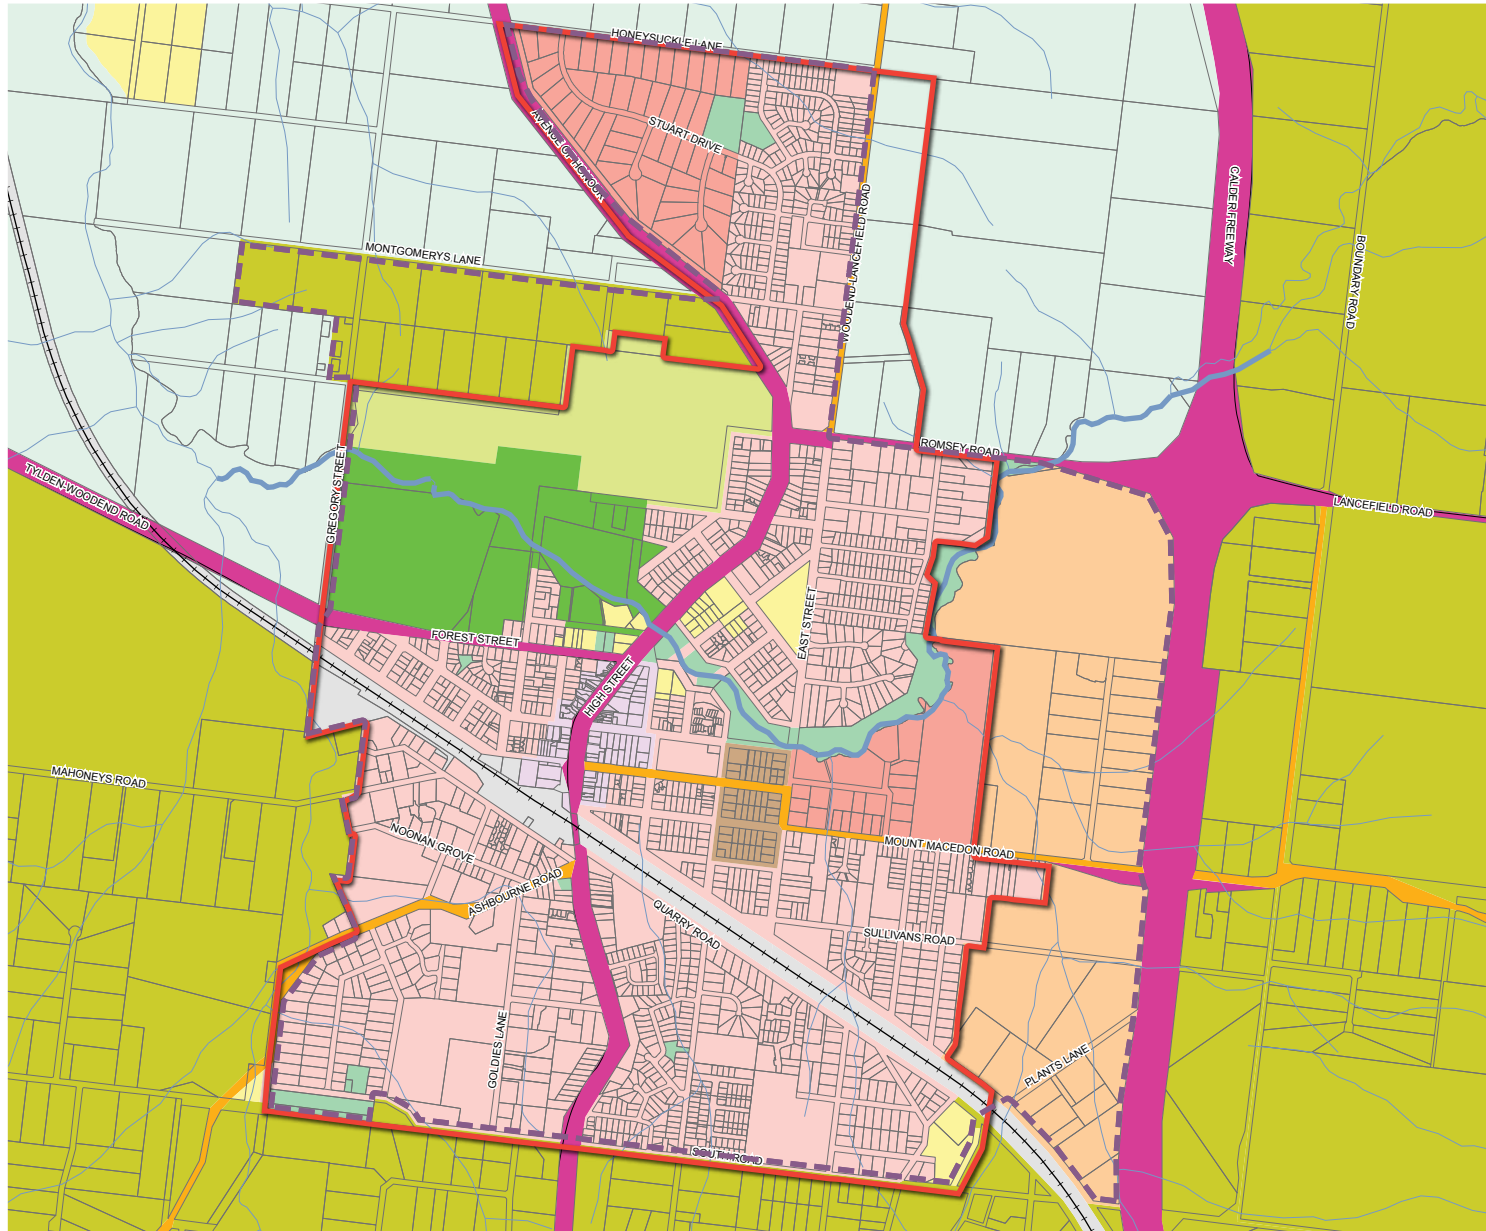 HONEYSUCKLE LANE
STUART DRIVE
AVENUE OF HONOUR
CALDER FREEWAY
WOODEND-LANCEFIELD ROAD
MONTGOMERYS LANE
BOUNDARY ROAD
ROMSEY ROAD
TYLDEN-WOODEND ROAD
GREGORY STREET
LANCEFIELD ROAD
EAST STREET
FOREST STREET
HIGH STREET
MAHONEYS ROAD
NOONAN GROVE
MOUNT MACEDON ROAD
ASHBOURNE ROAD
QUARRY ROAD
SULLIVANS ROAD
GOLDIES LANE
PLANTS LANE
SOUTH ROAD